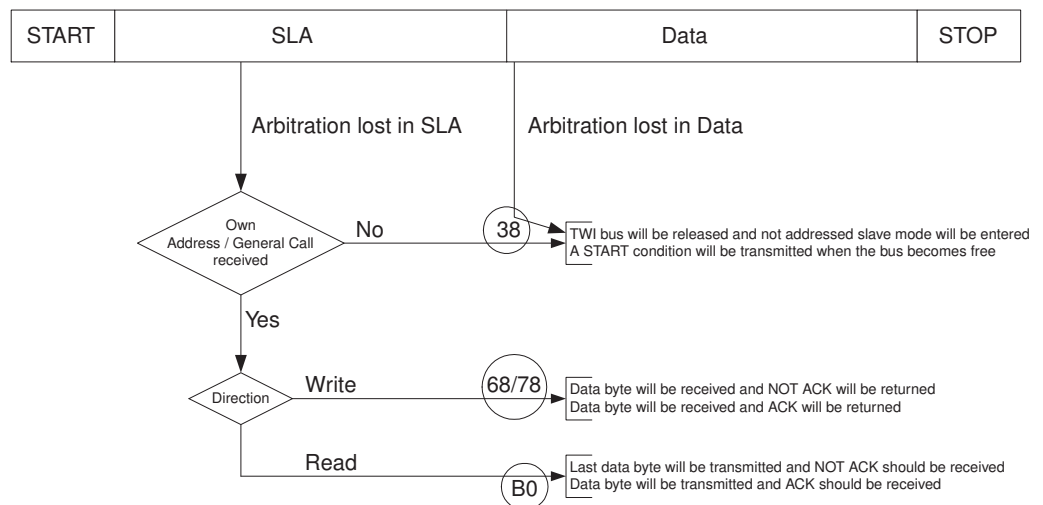 START
SLA
Data
STOP
Arbitration lost in SLA
Arbitration lost in Data
Own
Address / General Call
received
No
38
TWI bus will be released and not addressed slave mode will be entered
A START condition will be transmitted when the bus becomes free
Yes
Direction
Write
68/78
Data byte will be received and NOT ACK will be returned
Data byte will be received and ACK will be returned
Read
B0
Last data byte will be transmitted and NOT ACK should be received
Data byte will be transmitted and ACK should be received